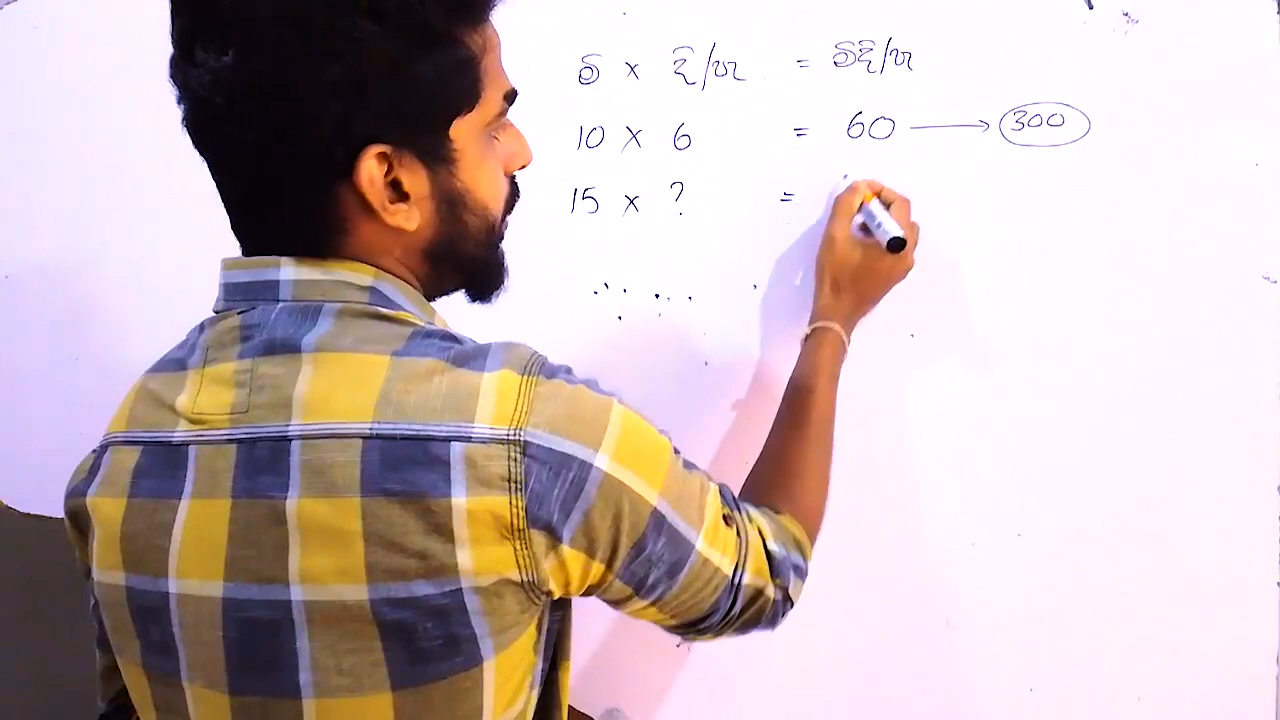 මි × දි/පැ = මිදි/පැ
10 × 6 = 60 → 300
15 × ? =